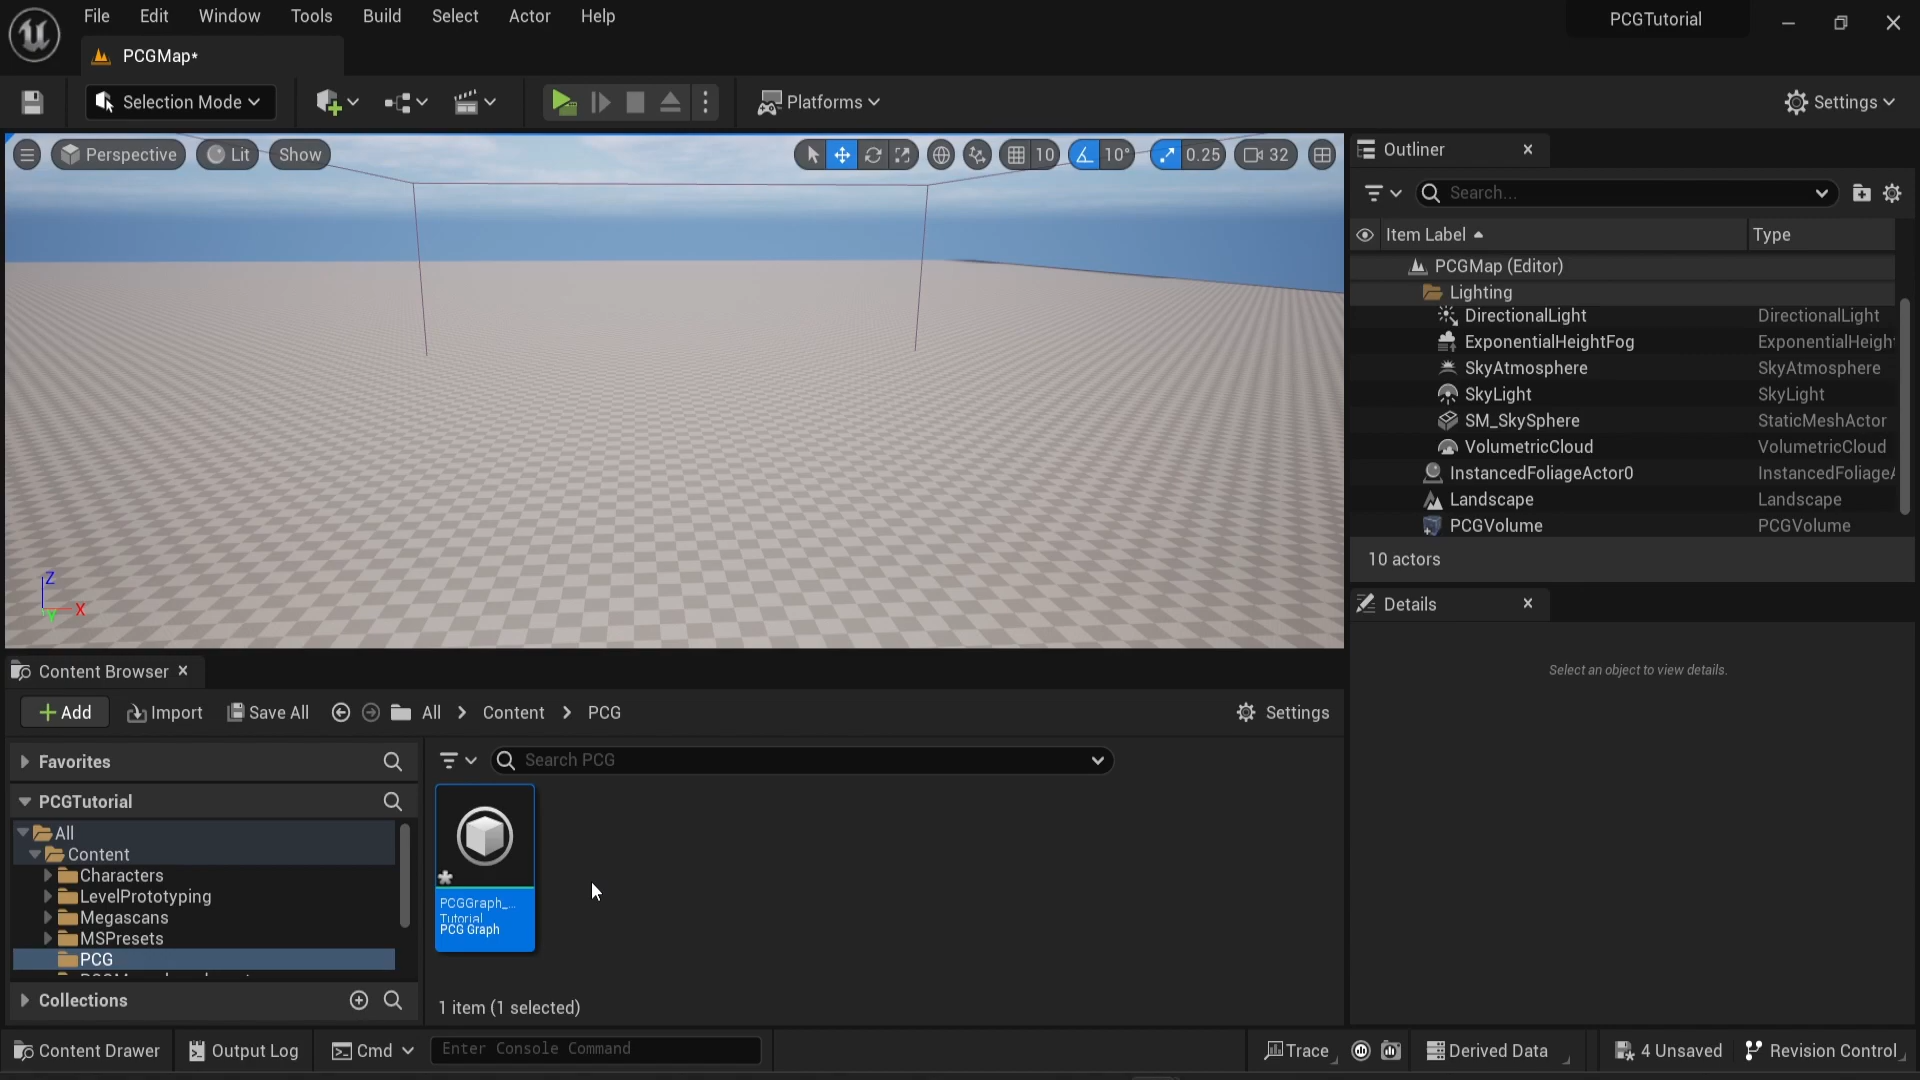 File Edit Window Tools Build Select Actor Help
PCGTutorial
PCGMap*
Selection Mode
Platforms
Settings
Perspective Lit Show
10 10° 0.25 32
Z
X
Y
Outliner
Search...
Item Label Type
PCGMap (Editor)
Lighting
DirectionalLight DirectionalLight
ExponentialHeightFog ExponentialHeigh
SkyAtmosphere SkyAtmosphere
SkyLight SkyLight
SM_SkySphere StaticMeshActor
VolumetricCloud VolumetricCloud
InstancedFoliageActor0 InstancedFoliageA
Landscape Landscape
PCGVolume PCGVolume
10 actors
Details
Select an object to view details.
Content Browser
Add Import Save All All Content PCG Settings
Favorites
PCGTutorial
All
Content
Characters
LevelPrototyping
Megascans
MSPresets
PCG
Collections
Search PCG
PCGGraph_...
Tutorial
PCG Graph
1 item (1 selected)
Content Drawer Output Log Cmd Enter Console Command Trace Derived Data 4 Unsaved Revision Control